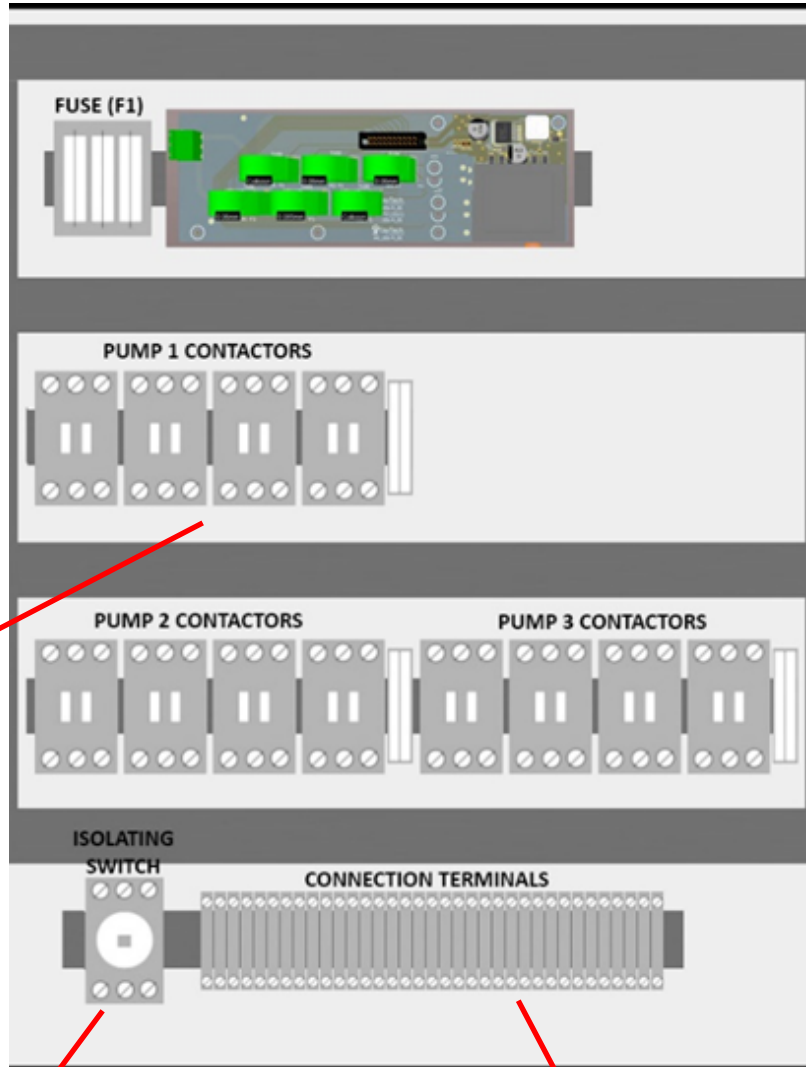 FUSE (F1)
PUMP 1 CONTACTORS
PUMP 2 CONTACTORS
PUMP 3 CONTACTORS
ISOLATING
SWITCH
CONNECTION TERMINALS